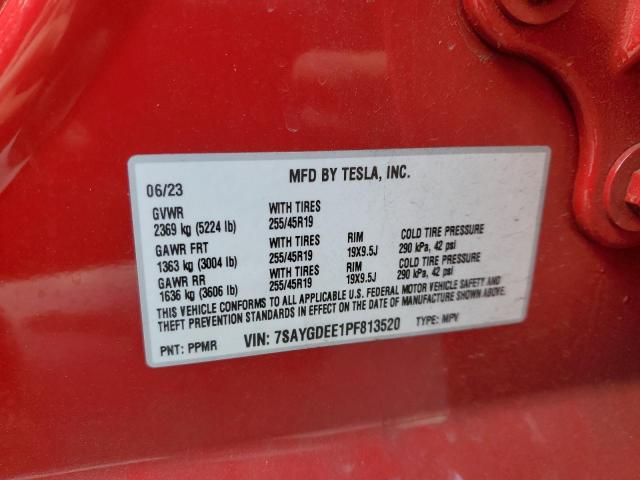 MFD BY TESLA, INC.
06/23
GVWR WITH TIRES
2369 kg (5224 lb) 255/45R19
GAWR FRT WITH TIRES RIM COLD TIRE PRESSURE
1363 kg (3004 lb) 255/45R19 19X9.5J 290 kPa, 42 psi
GAWR RR WITH TIRES RIM COLD TIRE PRESSURE
1636 kg (3606 lb) 255/45R19 19X9.5J 290 kPa, 42 psi
THIS VEHICLE CONFORMS TO ALL APPLICABLE U.S. FEDERAL MOTOR VEHICLE SAFETY AND
THEFT PREVENTION STANDARDS IN EFFECT ON THE DATE OF MANUFACTURE SHOWN ABOVE.
PNT: PPMR VIN: 7SAYGDEE1PF813520 TYPE: MPV